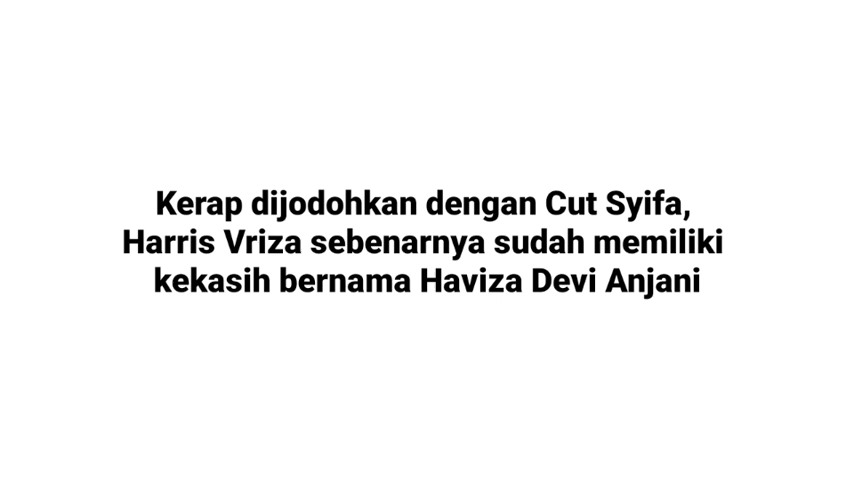 Kerap dijodohkan dengan Cut Syifa,
Harris Vriza sebenarnya sudah memiliki
kekasih bernama Haviza Devi Anjani